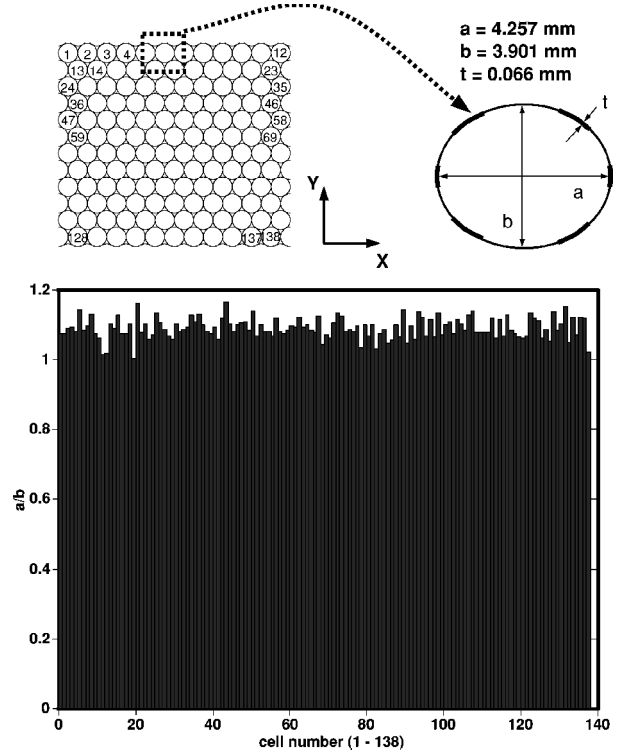 a = 4.257 mm
b = 3.901 mm
t = 0.066 mm
1 2 3 4 12
13 14 23
24 35
36 46
47 58
59 69
128 137 138
Y
X
t
a
b
1.2
1
0.8
0.6
0.4
0.2
0
a/b
0 20 40 60 80 100 120 140
cell number (1 - 138)